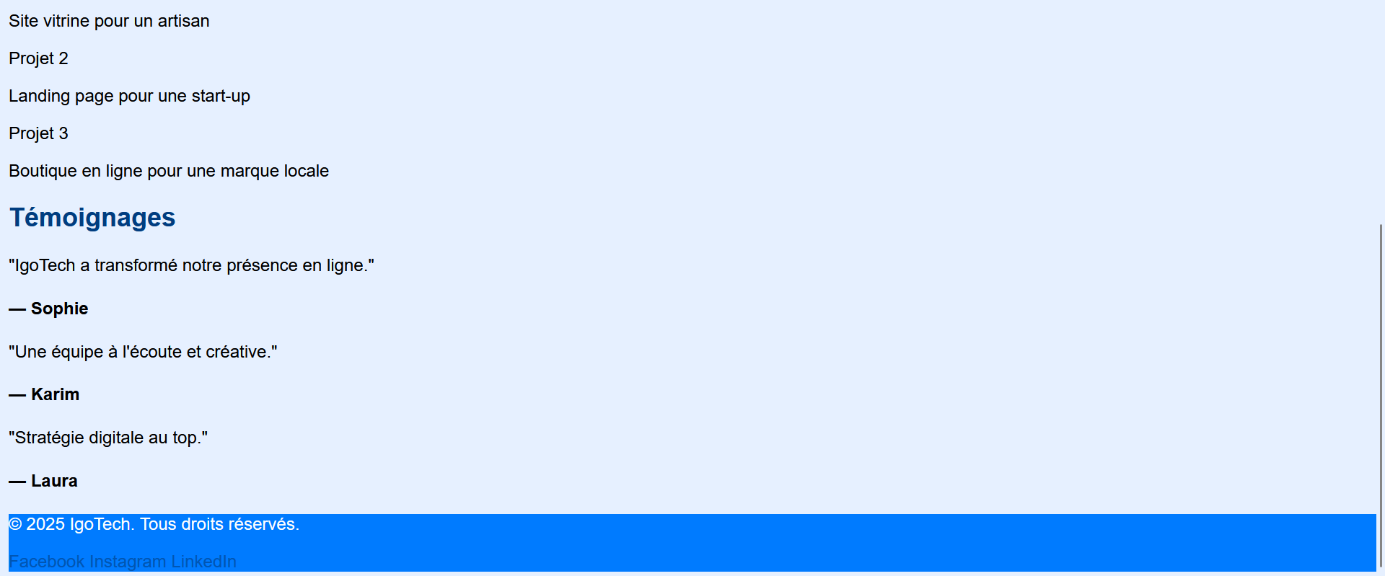 Site vitrine pour un artisan
Projet 2
Landing page pour une start-up
Projet 3
Boutique en ligne pour une marque locale
Témoignages
"IgoTech a transformé notre présence en ligne."
— Sophie
"Une équipe à l'écoute et créative."
— Karim
"Stratégie digitale au top."
— Laura
© 2025 IgoTech. Tous droits réservés.
Facebook Instagram LinkedIn